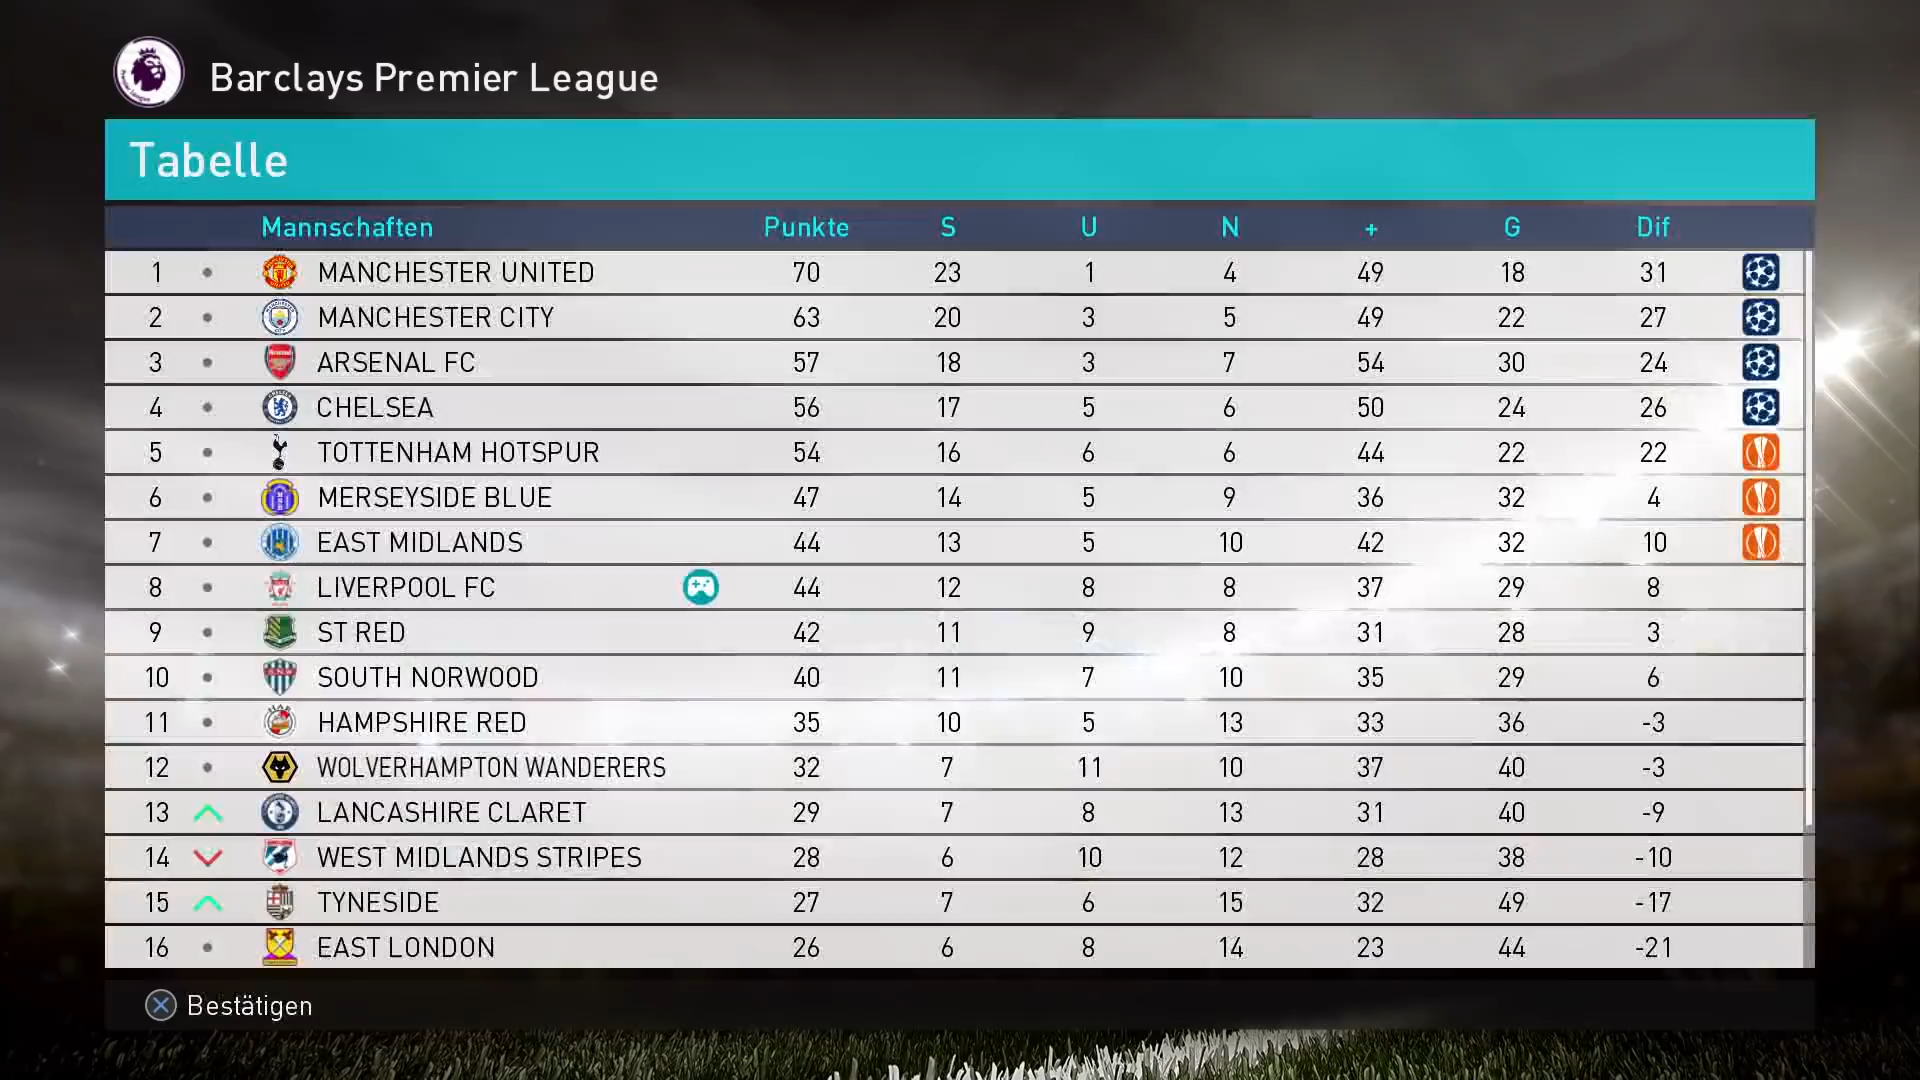 Barclays Premier League
Tabelle
Mannschaften Punkte S U N + G Dif
1 MANCHESTER UNITED 70 23 1 4 49 18 31
2 MANCHESTER CITY 63 20 3 5 49 22 27
3 ARSENAL FC 57 18 3 7 54 30 24
4 CHELSEA 56 17 5 6 50 24 26
5 TOTTENHAM HOTSPUR 54 16 6 6 44 22 22
6 MERSEYSIDE BLUE 47 14 5 9 36 32 4
7 EAST MIDLANDS 44 13 5 10 42 32 10
8 LIVERPOOL FC 44 12 8 8 37 29 8
9 ST RED 42 11 9 8 31 28 3
10 SOUTH NORWOOD 40 11 7 10 35 29 6
11 HAMPSHIRE RED 35 10 5 13 33 36 -3
12 WOLVERHAMPTON WANDERERS 32 7 11 10 37 40 -3
13 LANCASHIRE CLARET 29 7 8 13 31 40 -9
14 WEST MIDLANDS STRIPES 28 6 10 12 28 38 -10
15 TYNESIDE 27 7 6 15 32 49 -17
16 EAST LONDON 26 6 8 14 23 44 -21
Bestätigen